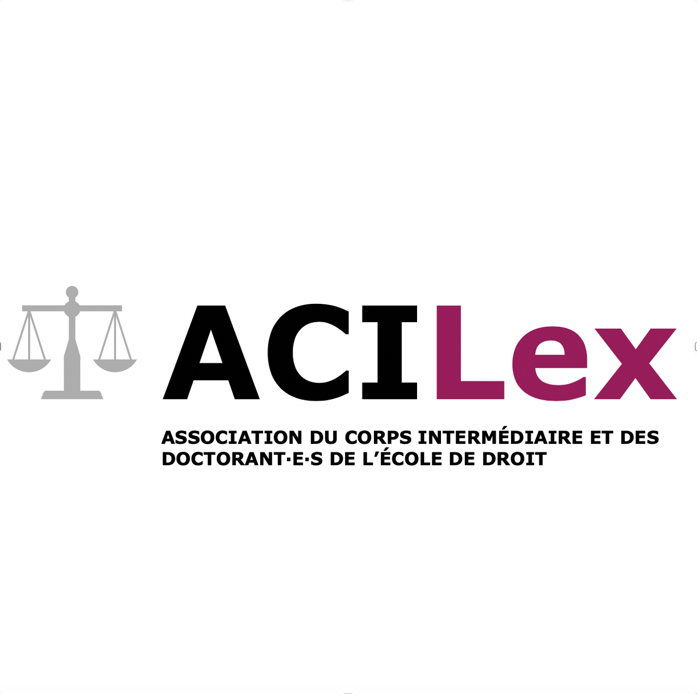 ACILex
ASSOCIATION DU CORPS INTERMÉDIAIRE ET DES
DOCTORANT·E·S DE L’ÉCOLE DE DROIT